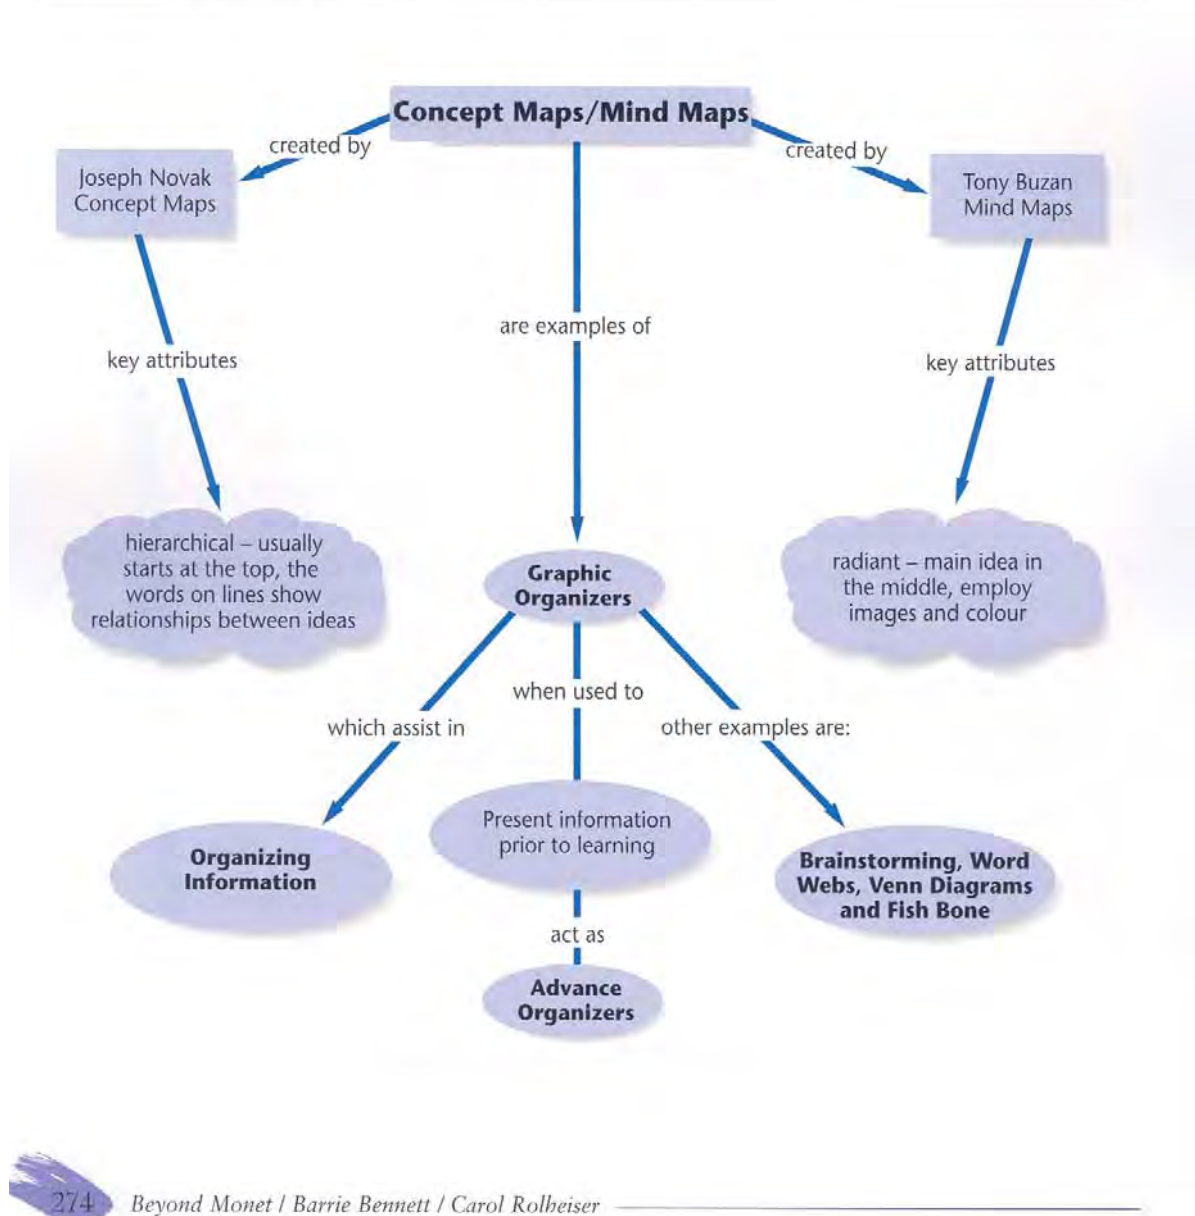 Concept Maps/Mind Maps
created by
created by
Joseph Novak
Concept Maps
Tony Buzan
Mind Maps
are examples of
key attributes
key attributes
hierarchical – usually
starts at the top, the
words on lines show
relationships between ideas
radiant – main idea in
the middle, employ
images and colour
Graphic
Organizers
when used to
which assist in
other examples are:
Present information
prior to learning
Organizing
Information
Brainstorming, Word
Webs, Venn Diagrams
and Fish Bone
act as
Advance
Organizers
274 Beyond Monet / Barrie Bennett / Carol Rolheiser